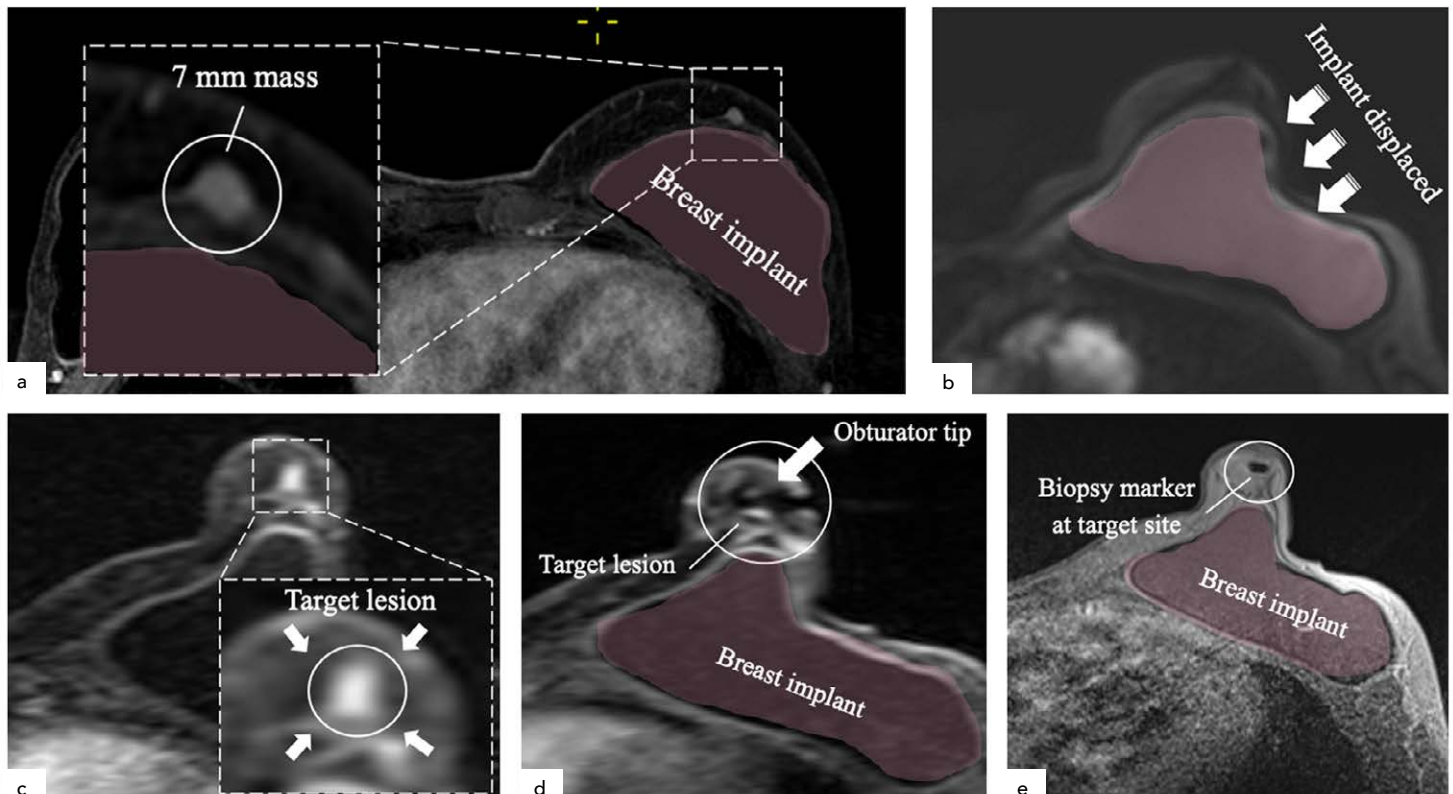 7 mm mass
Breast implant
a
Implant displaced
b
Target lesion
c
Obturator tip
Target lesion
Breast implant
d
Biopsy marker
at target site
Breast implant
e